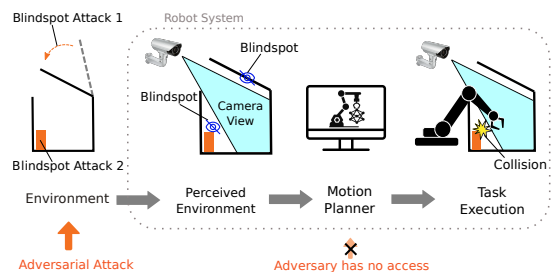 Blindspot Attack 1
Robot System
Blindspot
Blindspot
Camera
View
Blindspot Attack 2
Collision
Environment
Perceived
Environment
Motion
Planner
Task
Execution
Adversarial Attack
Adversary has no access